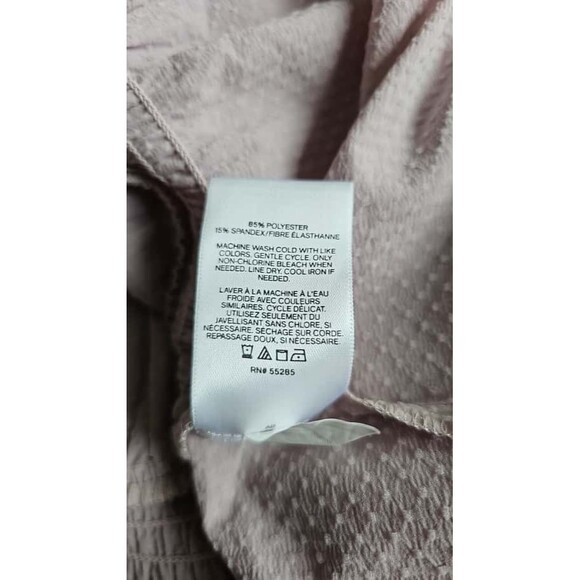 85% POLYESTER
15% SPANDEX/FIBRE ÉLASTHANNE
MACHINE WASH COLD WITH LIKE
COLORS. GENTLE CYCLE. ONLY
NON-CHLORINE BLEACH WHEN
NEEDED. LINE DRY. COOL IRON IF
NEEDED.
LAVER À LA MACHINE À L'EAU
FROIDE AVEC COULEURS
SIMILAIRES. CYCLE DÉLICAT.
UTILISEZ SEULEMENT DU
JAVELLISANT SANS CHLORE, SI
NÉCESSAIRE. SÉCHAGE SUR CORDE.
REPASSAGE DOUX, SI NÉCESSAIRE.
RN# 55285